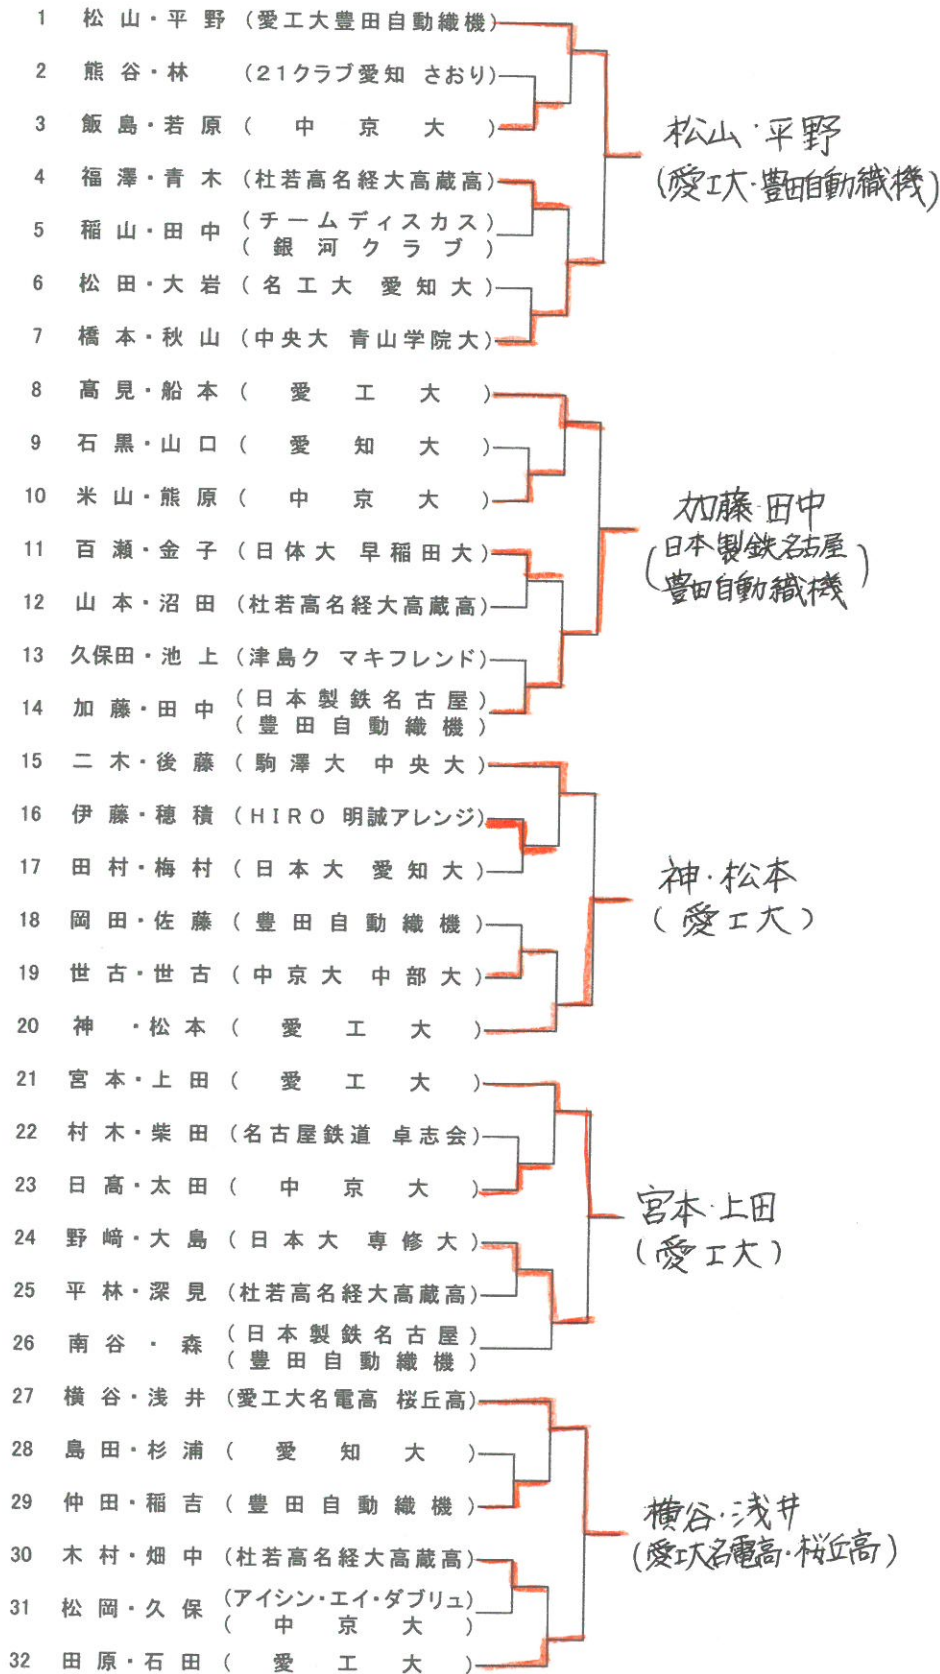 1 松山・平野 (愛工大豊田自動織機)
2 熊谷・林 (21クラブ愛知 さおり)
3 飯島・若原 (中京大)
4 福澤・青木 (杜若高名経大高蔵高)
5 稲山・田中 (チームディスカス)
(銀河クラブ)
6 松田・大岩 (名工大 愛知大)
7 橋本・秋山 (中央大 青山学院大)
松山・平野
(愛工大・豊田自動織機)
8 髙見・船本 (愛工大)
9 石黒・山口 (愛知大)
10 米山・熊原 (中京大)
11 百瀬・金子 (日体大 早稲田大)
12 山本・沼田 (杜若高名経大高蔵高)
13 久保田・池上 (津島ク マキフレンド)
14 加藤・田中 (日本製鉄名古屋)
(豊田自動織機)
加藤・田中
(日本製鉄名古屋
豊田自動織機)
15 二木・後藤 (駒澤大 中央大)
16 伊藤・穂積 (HIRO 明誠アレンジ)
17 田村・梅村 (日本大 愛知大)
18 岡田・佐藤 (豊田自動織機)
19 世古・世古 (中京大 中部大)
20 神・松本 (愛工大)
神・松本
(愛工大)
21 宮本・上田 (愛工大)
22 村木・柴田 (名古屋鉄道 卓志会)
23 日髙・太田 (中京大)
24 野﨑・大島 (日本大 専修大)
25 平林・深見 (杜若高名経大高蔵高)
26 南谷・森 (日本製鉄名古屋)
(豊田自動織機)
宮本・上田
(愛工大)
27 横谷・浅井 (愛工大名電高 桜丘高)
28 島田・杉浦 (愛知大)
29 仲田・稲吉 (豊田自動織機)
30 木村・畑中 (杜若高名経大高蔵高)
31 松岡・久保 (アイシン・エイ・ダブリュ)
(中京大)
32 田原・石田 (愛工大)
横谷・浅井
(愛工大名電高・桜丘高)